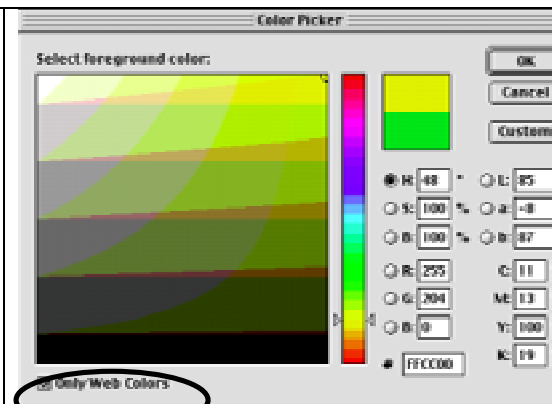 Color Picker
Select foreground color:
OK
Cancel
Custom
H: 48 ° L: 85
S: 100 % a: -8
B: 100 % b: 87
R: 255 C: 11
G: 204 M: 13
B: 0 Y: 100
# FFCC00 K: 19
Only Web Colors